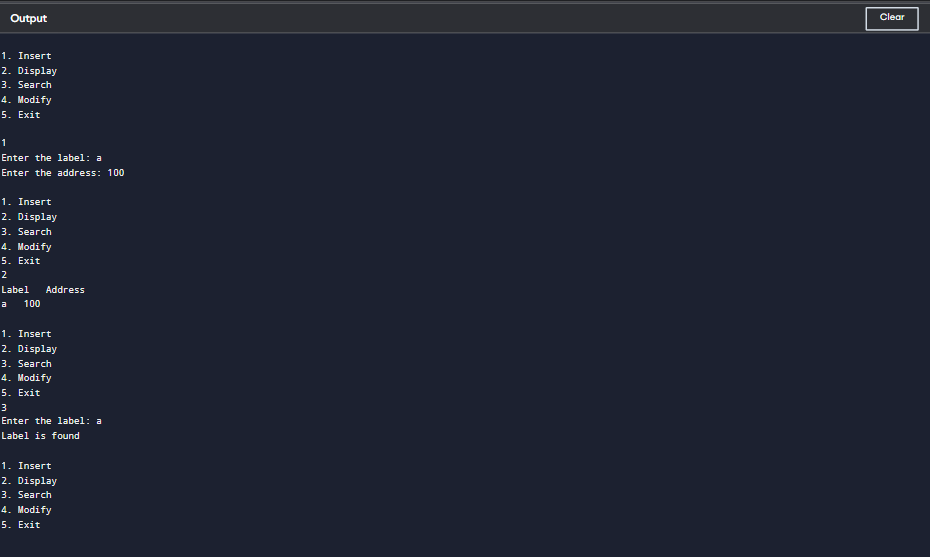 Output
Clear
1. Insert
2. Display
3. Search
4. Modify
5. Exit
1
Enter the label: a
Enter the address: 100
1. Insert
2. Display
3. Search
4. Modify
5. Exit
2
Label   Address
a   100
1. Insert
2. Display
3. Search
4. Modify
5. Exit
3
Enter the label: a
Label is found
1. Insert
2. Display
3. Search
4. Modify
5. Exit